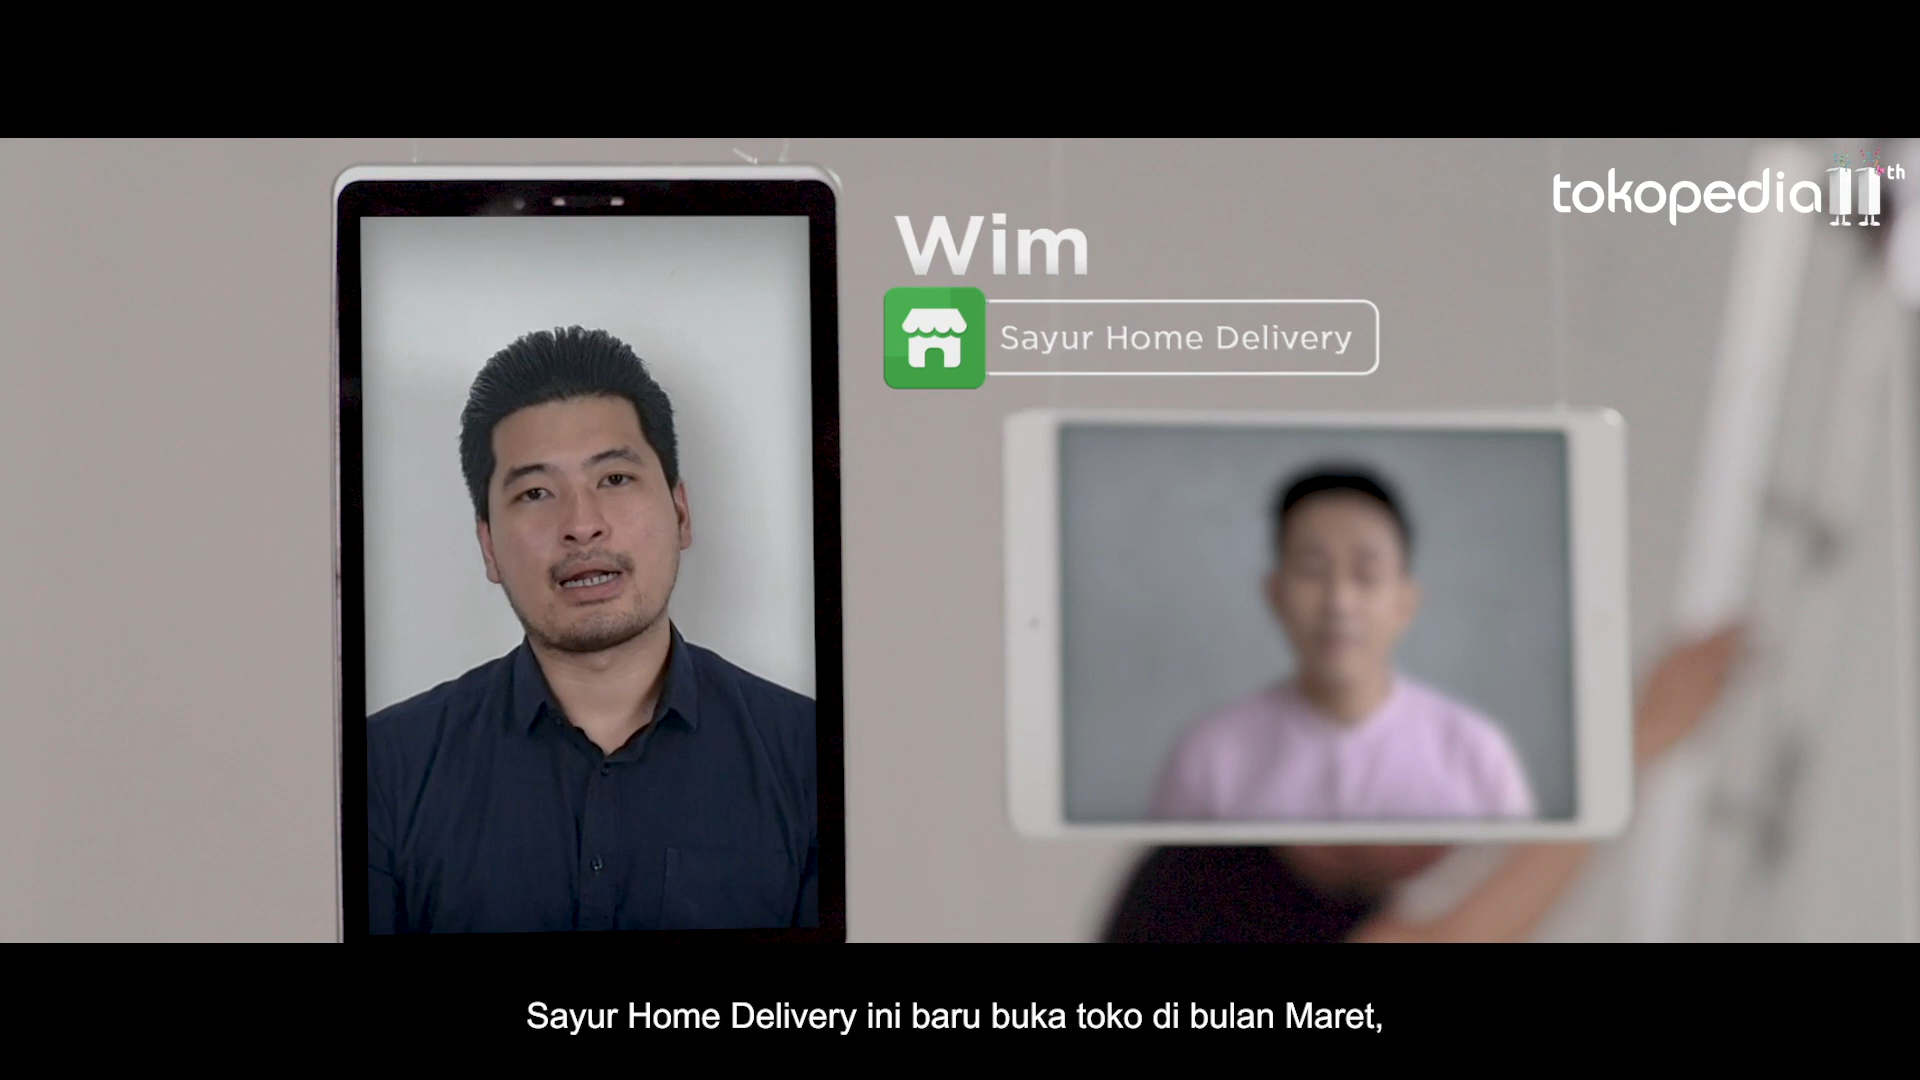 tokopedia 11th
Wim
Sayur Home Delivery
Sayur Home Delivery ini baru buka toko di bulan Maret,